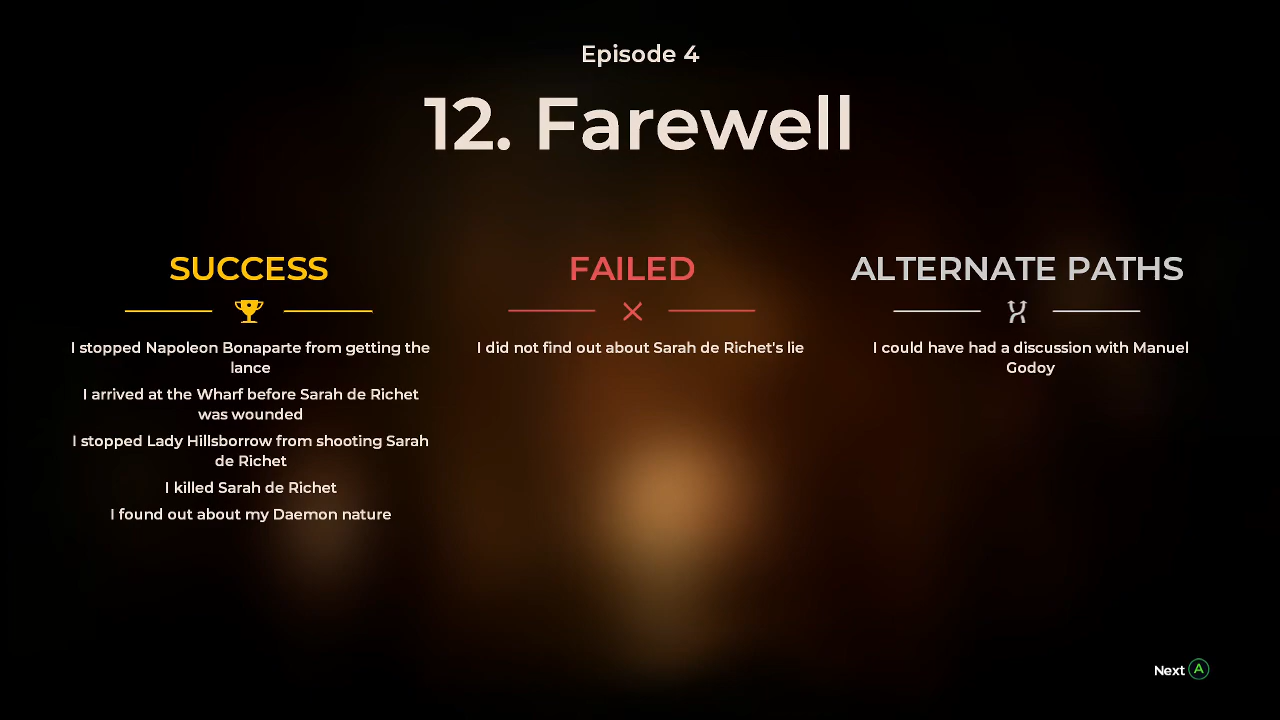 Episode 4
12. Farewell
SUCCESS
I stopped Napoleon Bonaparte from getting the
lance
I arrived at the Wharf before Sarah de Richet
was wounded
I stopped Lady Hillsborrow from shooting Sarah
de Richet
I killed Sarah de Richet
I found out about my Daemon nature
FAILED
I did not find out about Sarah de Richet's lie
ALTERNATE PATHS
I could have had a discussion with Manuel
Godoy
Next A